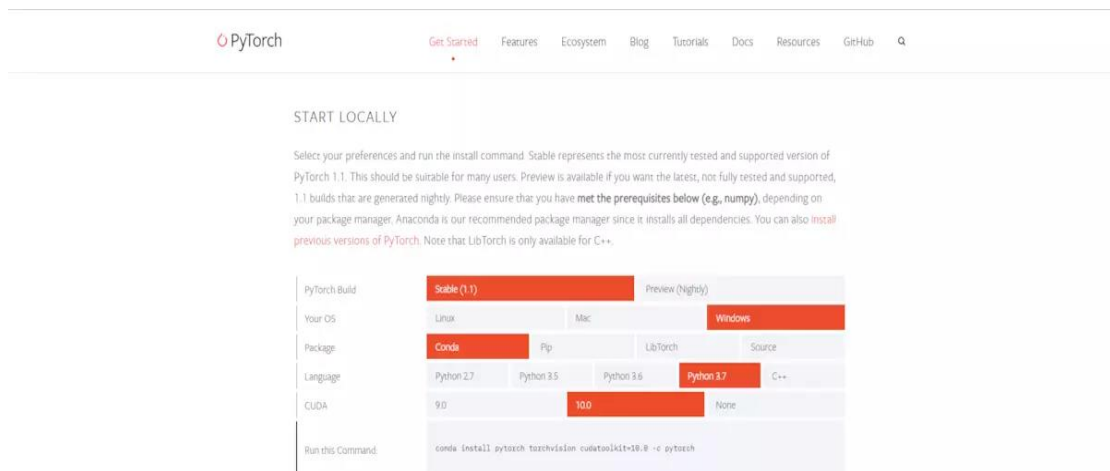 PyTorch Get Started Features Ecosystem Blog Tutorials Docs Resources GitHub
START LOCALLY
Select your preferences and run the install command. Stable represents the most currently tested and supported version of
PyTorch 1.1. This should be suitable for many users. Preview is available if you want the latest, not fully tested and supported,
1.1 builds that are generated nightly. Please ensure that you have met the prerequisites below (e.g., numpy), depending on
your package manager. Anaconda is our recommended package manager since it installs all dependencies. You can also install
previous versions of PyTorch. Note that LibTorch is only available for C++.
PyTorch Build Stable (1.1) Preview (Nightly)
Your OS Linux Mac Windows
Package Conda Pip LibTorch Source
Language Python 2.7 Python 3.5 Python 3.6 Python 3.7 C++
CUDA 9.0 10.0 None
Run this Command: conda install pytorch torchvision cudatoolkit=10.0 -c pytorch